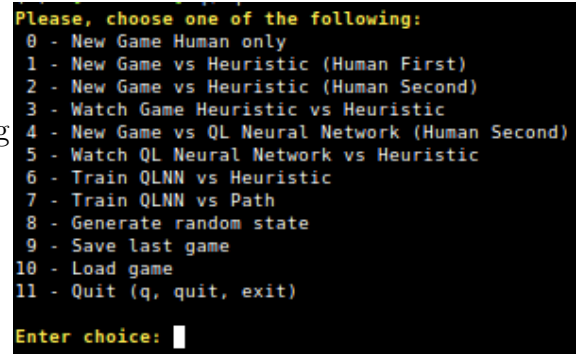 Please, choose one of the following:
0 - New Game Human only
1 - New Game vs Heuristic (Human First)
2 - New Game vs Heuristic (Human Second)
3 - Watch Game Heuristic vs Heuristic
g 4 - New Game vs QL Neural Network (Human Second)
5 - Watch QL Neural Network vs Heuristic
6 - Train QLNN vs Heuristic
7 - Train QLNN vs Path
8 - Generate random state
9 - Save last game
10 - Load game
11 - Quit (q, quit, exit)
Enter choice: